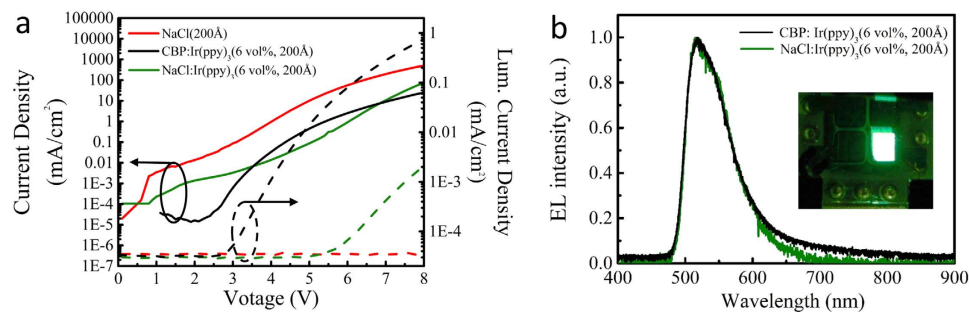 a
NaCl(200Å)
CBP:Ir(ppy)₃(6 vol%, 200Å)
NaCl:Ir(ppy)₃(6 vol%, 200Å)
Current Density
(mA/cm²)
100000
10000
1000
100
10
1
0.1
0.01
1E-3
1E-4
1E-5
1E-6
1E-7
0 1 2 3 4 5 6 7 8
Votage (V)
1
0.1
0.01
1E-3
1E-4
Lum. Current Density
(mA/cm²)
b
CBP: Ir(ppy)₃(6 vol%, 200Å)
NaCl:Ir(ppy)₃(6 vol%, 200Å)
EL intensity (a.u.)
1.0
0.8
0.6
0.4
0.2
0.0
400 500 600 700 800 900
Wavelength (nm)